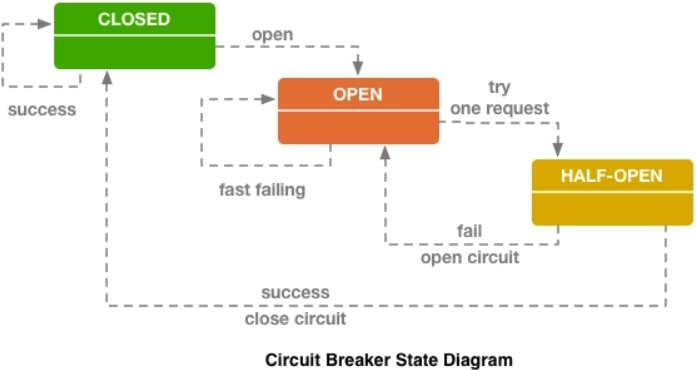 CLOSED
open
success
OPEN
try
one request
fast failing
HALF-OPEN
fail
open circuit
success
close circuit
Circuit Breaker State Diagram